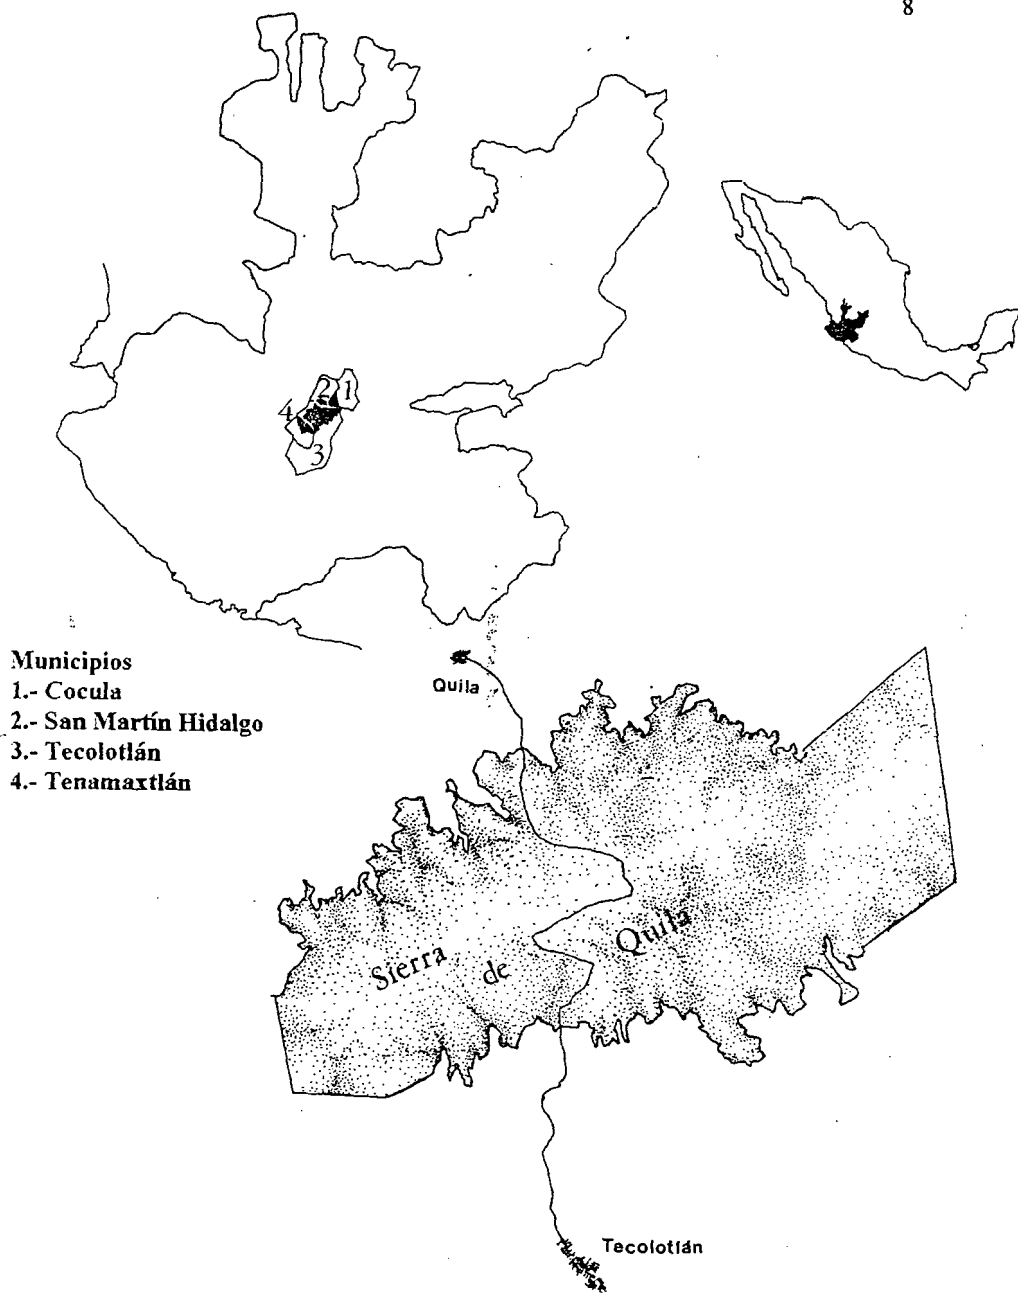 8
2
1
4
3
Municipios
1.- Cocula
2.- San Martín Hidalgo
3.- Tecolotlán
4.- Tenamaxtlán
Quila
Sierra de Quila
Tecolotlán